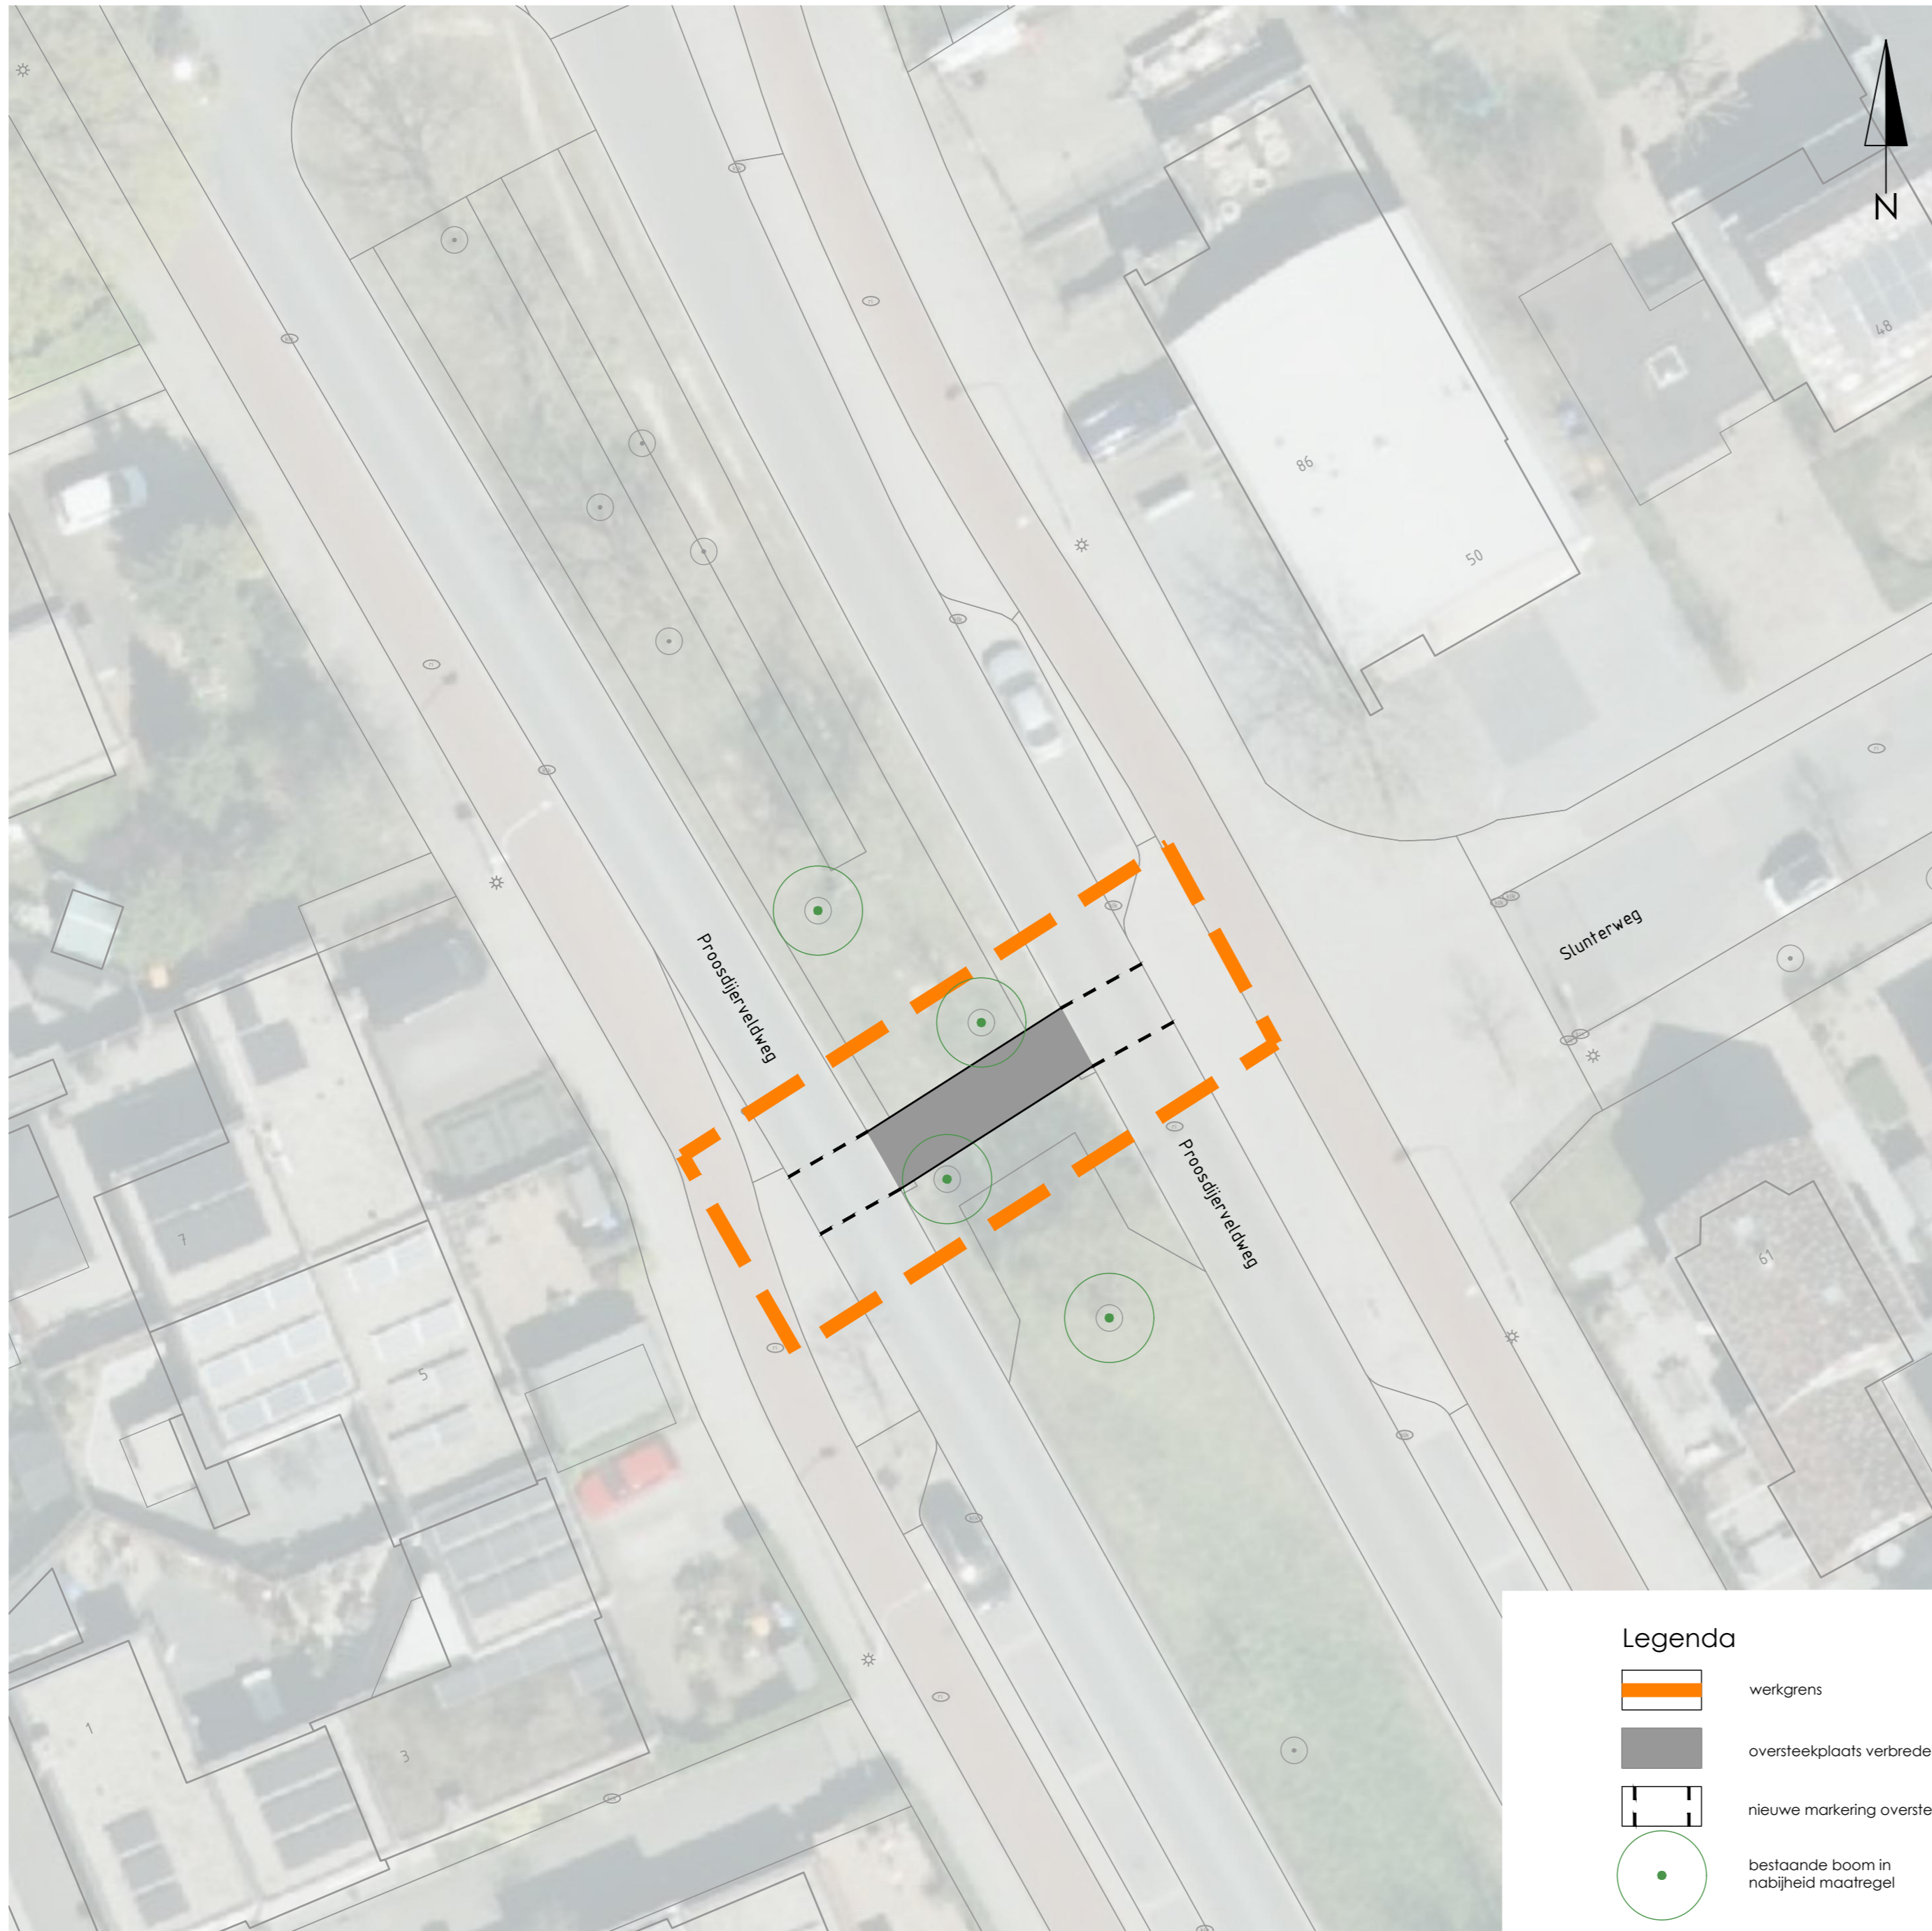 N
48
86
50
Slunterweg
Proosdijerveldweg
Proosdijerveldweg
7
61
5
1
3
Legenda
werkgrens
oversteekplaats verbrede
nieuwe markering overste
bestaande boom in
nabijheid maatregel